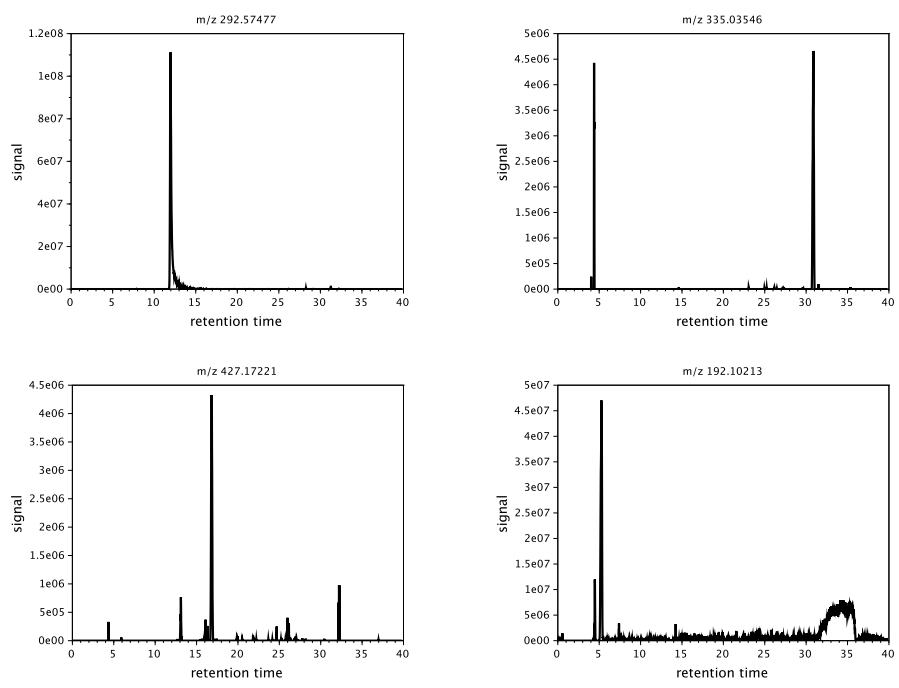 m/z 292.57477
1.2e08
1e08
8e07
6e07
4e07
2e07
0e00
signal
0 5 10 15 20 25 30 35 40
retention time
m/z 335.03546
5e06
4.5e06
4e06
3.5e06
3e06
2.5e06
2e06
1.5e06
1e06
5e05
0e00
signal
0 5 10 15 20 25 30 35 40
retention time
m/z 427.17221
4.5e06
4e06
3.5e06
3e06
2.5e06
2e06
1.5e06
1e06
5e05
0e00
signal
0 5 10 15 20 25 30 35 40
retention time
m/z 192.10213
5e07
4.5e07
4e07
3.5e07
3e07
2.5e07
2e07
1.5e07
1e07
5e06
0e00
signal
0 5 10 15 20 25 30 35 40
retention time